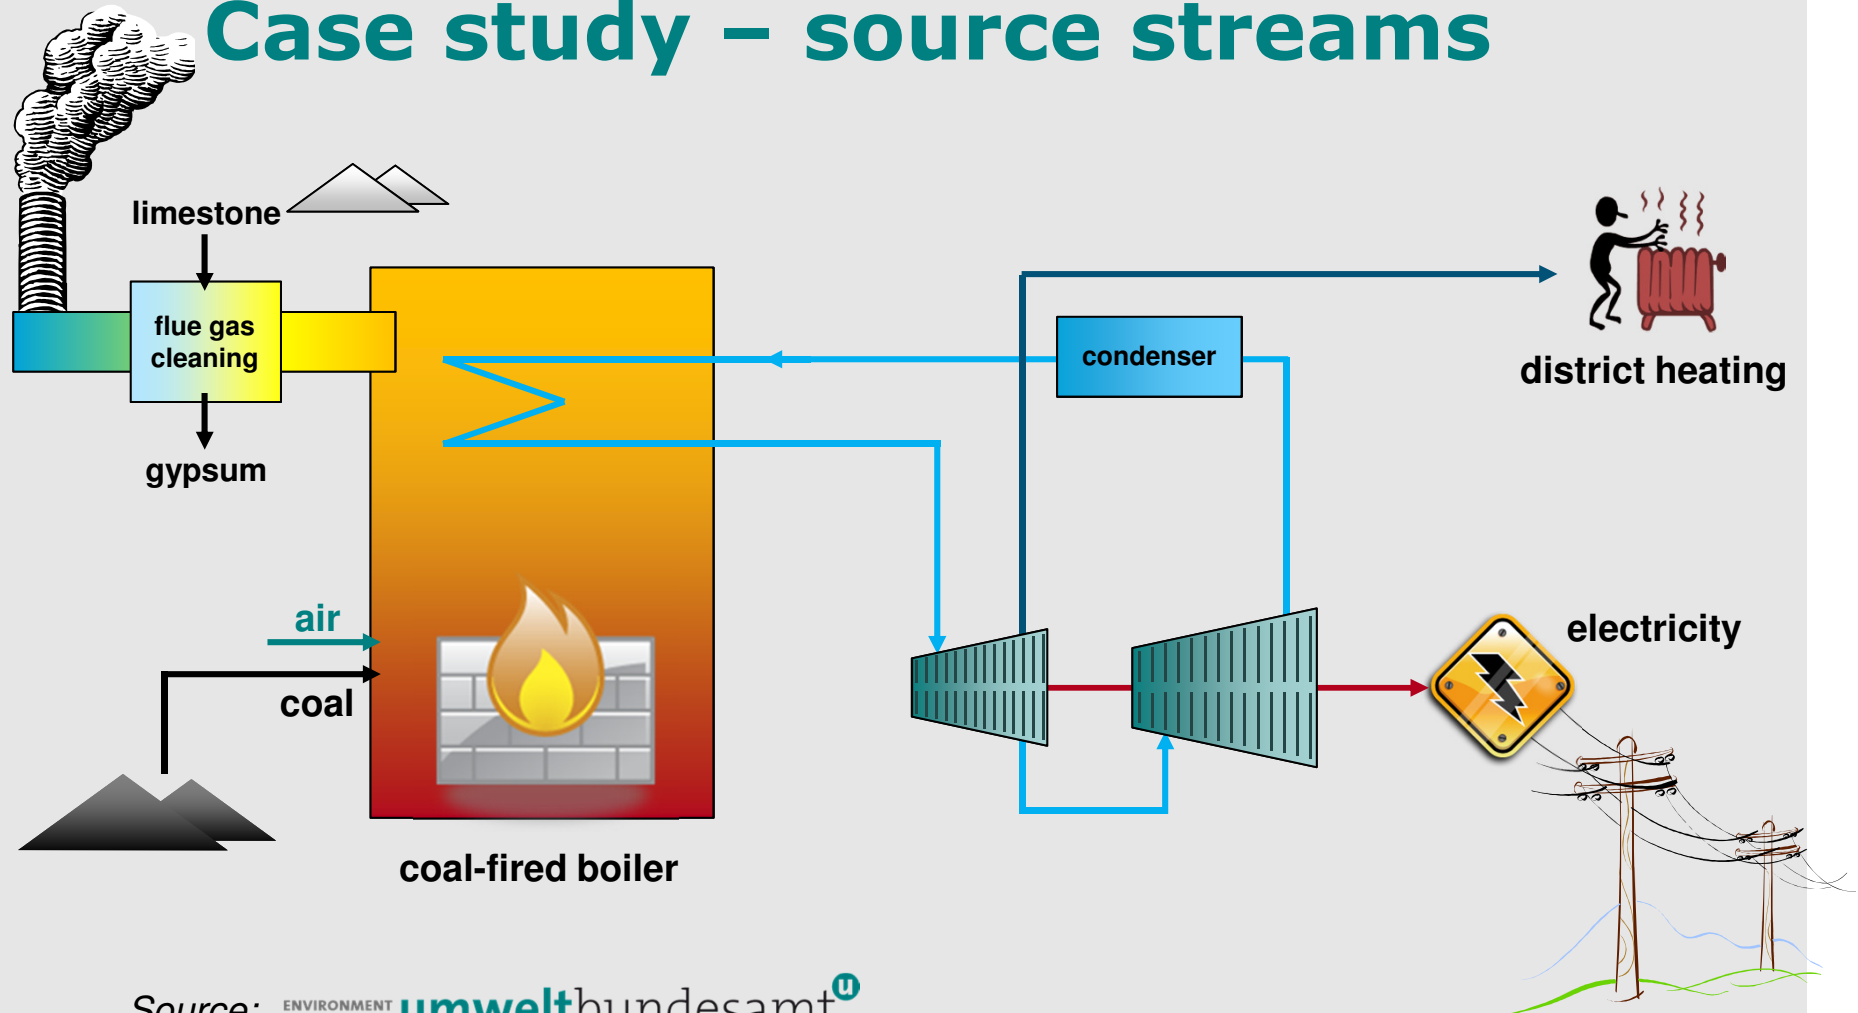 Case study – source streams
limestone
flue gas
cleaning
gypsum
condenser
district heating
air
coal
electricity
coal-fired boiler
Source: ENVIRONMENT umweltbundesamt u